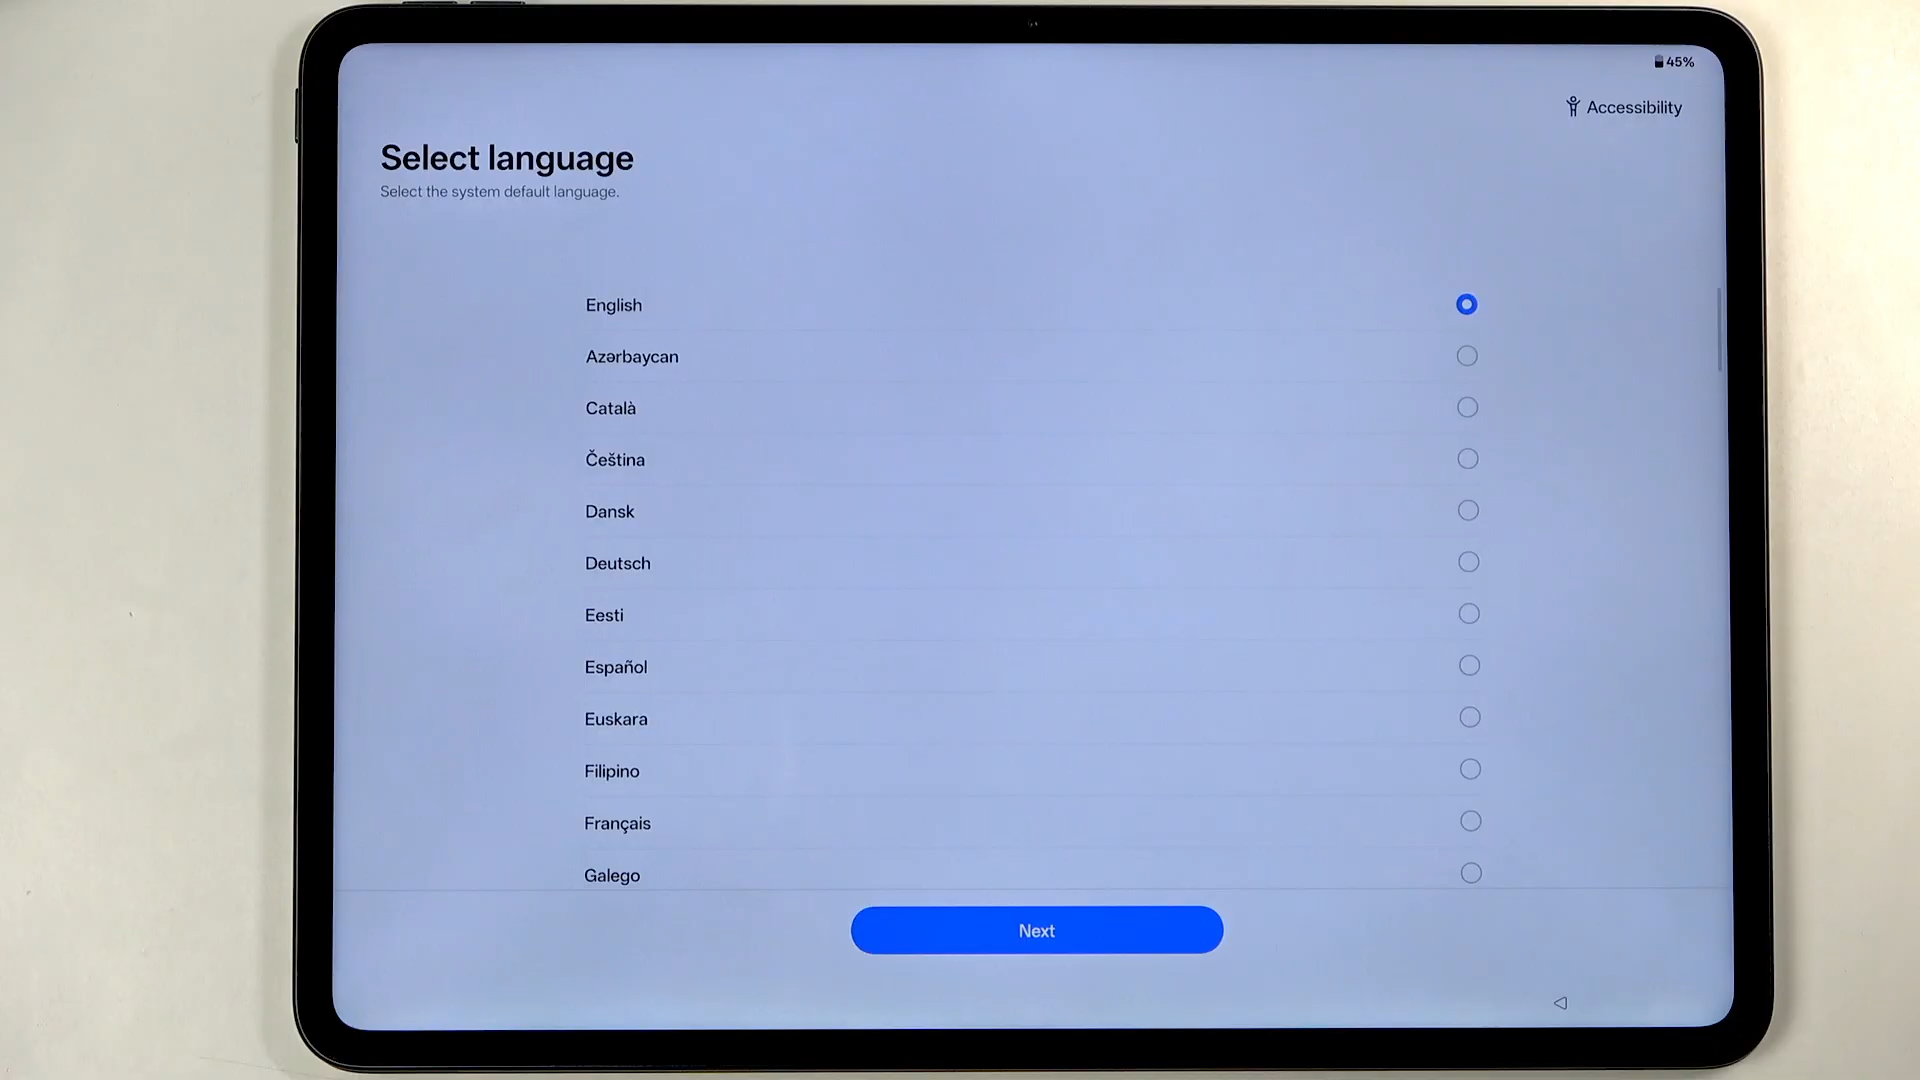 45%
Accessibility
Select language
Select the system default language.
English
Azərbaycan
Català
Čeština
Dansk
Deutsch
Eesti
Español
Euskara
Filipino
Français
Galego
Next